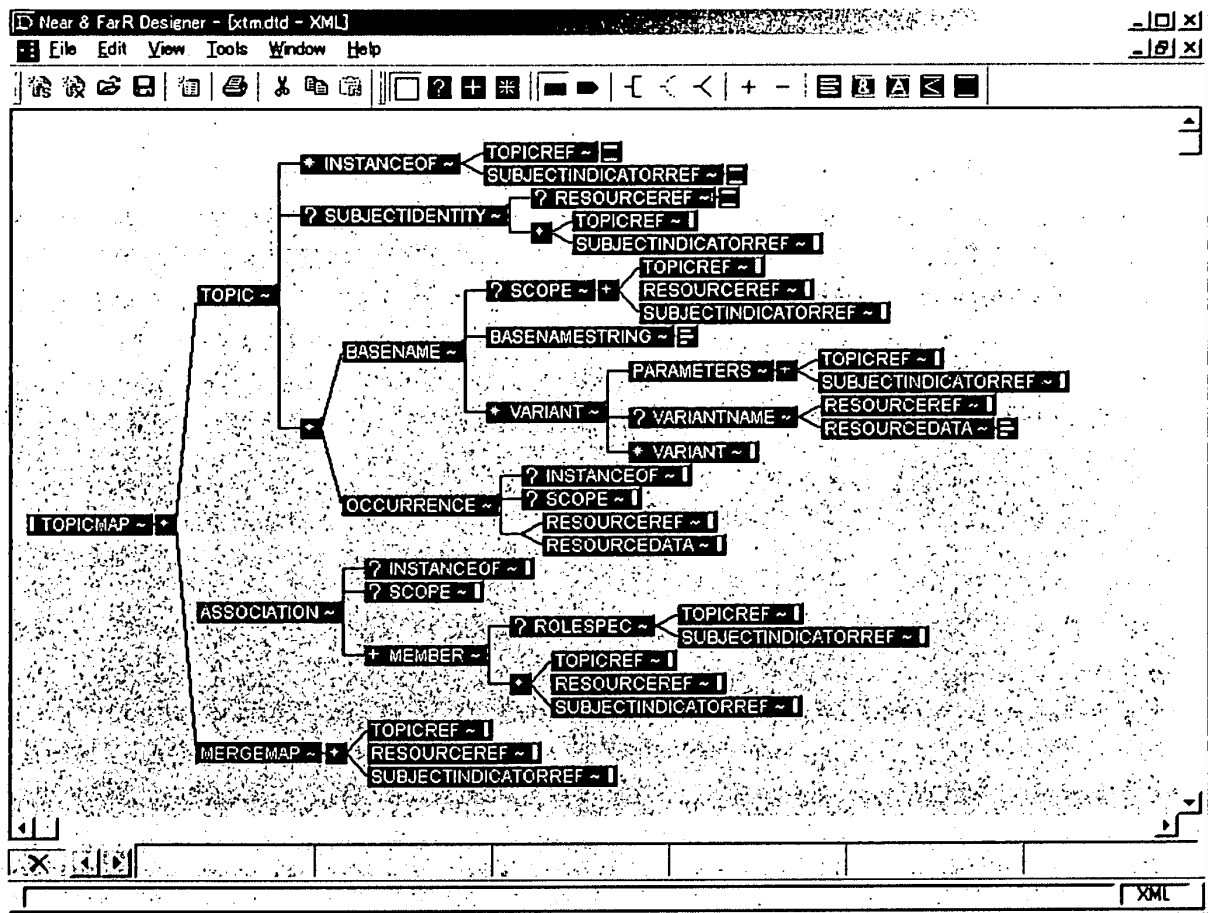 Near & FarR Designer - [xtmdtd - XML]
File Edit View Tools Window Help
* INSTANCEOF ~
TOPICREF ~
SUBJECTINDICATORREF ~
? SUBJECTIDENTITY ~
? RESOURCEREF ~
TOPICREF ~
SUBJECTINDICATORREF ~
TOPIC ~
? SCOPE ~ +
TOPICREF ~
RESOURCEREF ~
SUBJECTINDICATORREF ~
BASENAME ~
BASENAMESTRING ~
* VARIANT ~
PARAMETERS ~ +
TOPICREF ~
SUBJECTINDICATORREF ~
? VARIANTNAME ~
RESOURCEREF ~
RESOURCEDATA ~
* VARIANT ~
OCCURRENCE ~
? INSTANCEOF ~
? SCOPE ~
RESOURCEREF ~
RESOURCEDATA ~
TOPICMAP ~
ASSOCIATION ~
? INSTANCEOF ~
? SCOPE ~
+ MEMBER ~
? ROLESPEC ~
TOPICREF ~
SUBJECTINDICATORREF ~
TOPICREF ~
RESOURCEREF ~
SUBJECTINDICATORREF ~
MERGEMAP ~
TOPICREF ~
RESOURCEREF ~
SUBJECTINDICATORREF ~
XML